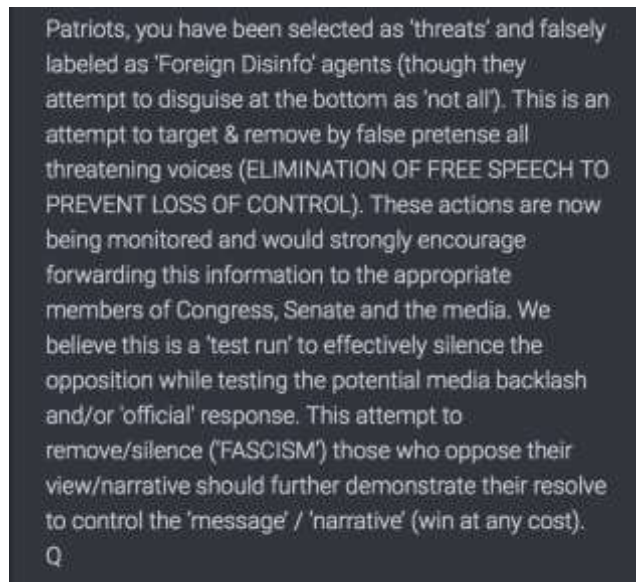 Patriots, you have been selected as 'threats' and falsely
labeled as 'Foreign Disinfo' agents (though they
attempt to disguise at the bottom as 'not all'). This is an
attempt to target & remove by false pretense all
threatening voices (ELIMINATION OF FREE SPEECH TO
PREVENT LOSS OF CONTROL). These actions are now
being monitored and would strongly encourage
forwarding this information to the appropriate
members of Congress, Senate and the media. We
believe this is a 'test run' to effectively silence the
opposition while testing the potential media backlash
and/or 'official' response. This attempt to
remove/silence ('FASCISM') those who oppose their
view/narrative should further demonstrate their resolve
to control the 'message' / 'narrative' (win at any cost).
Q